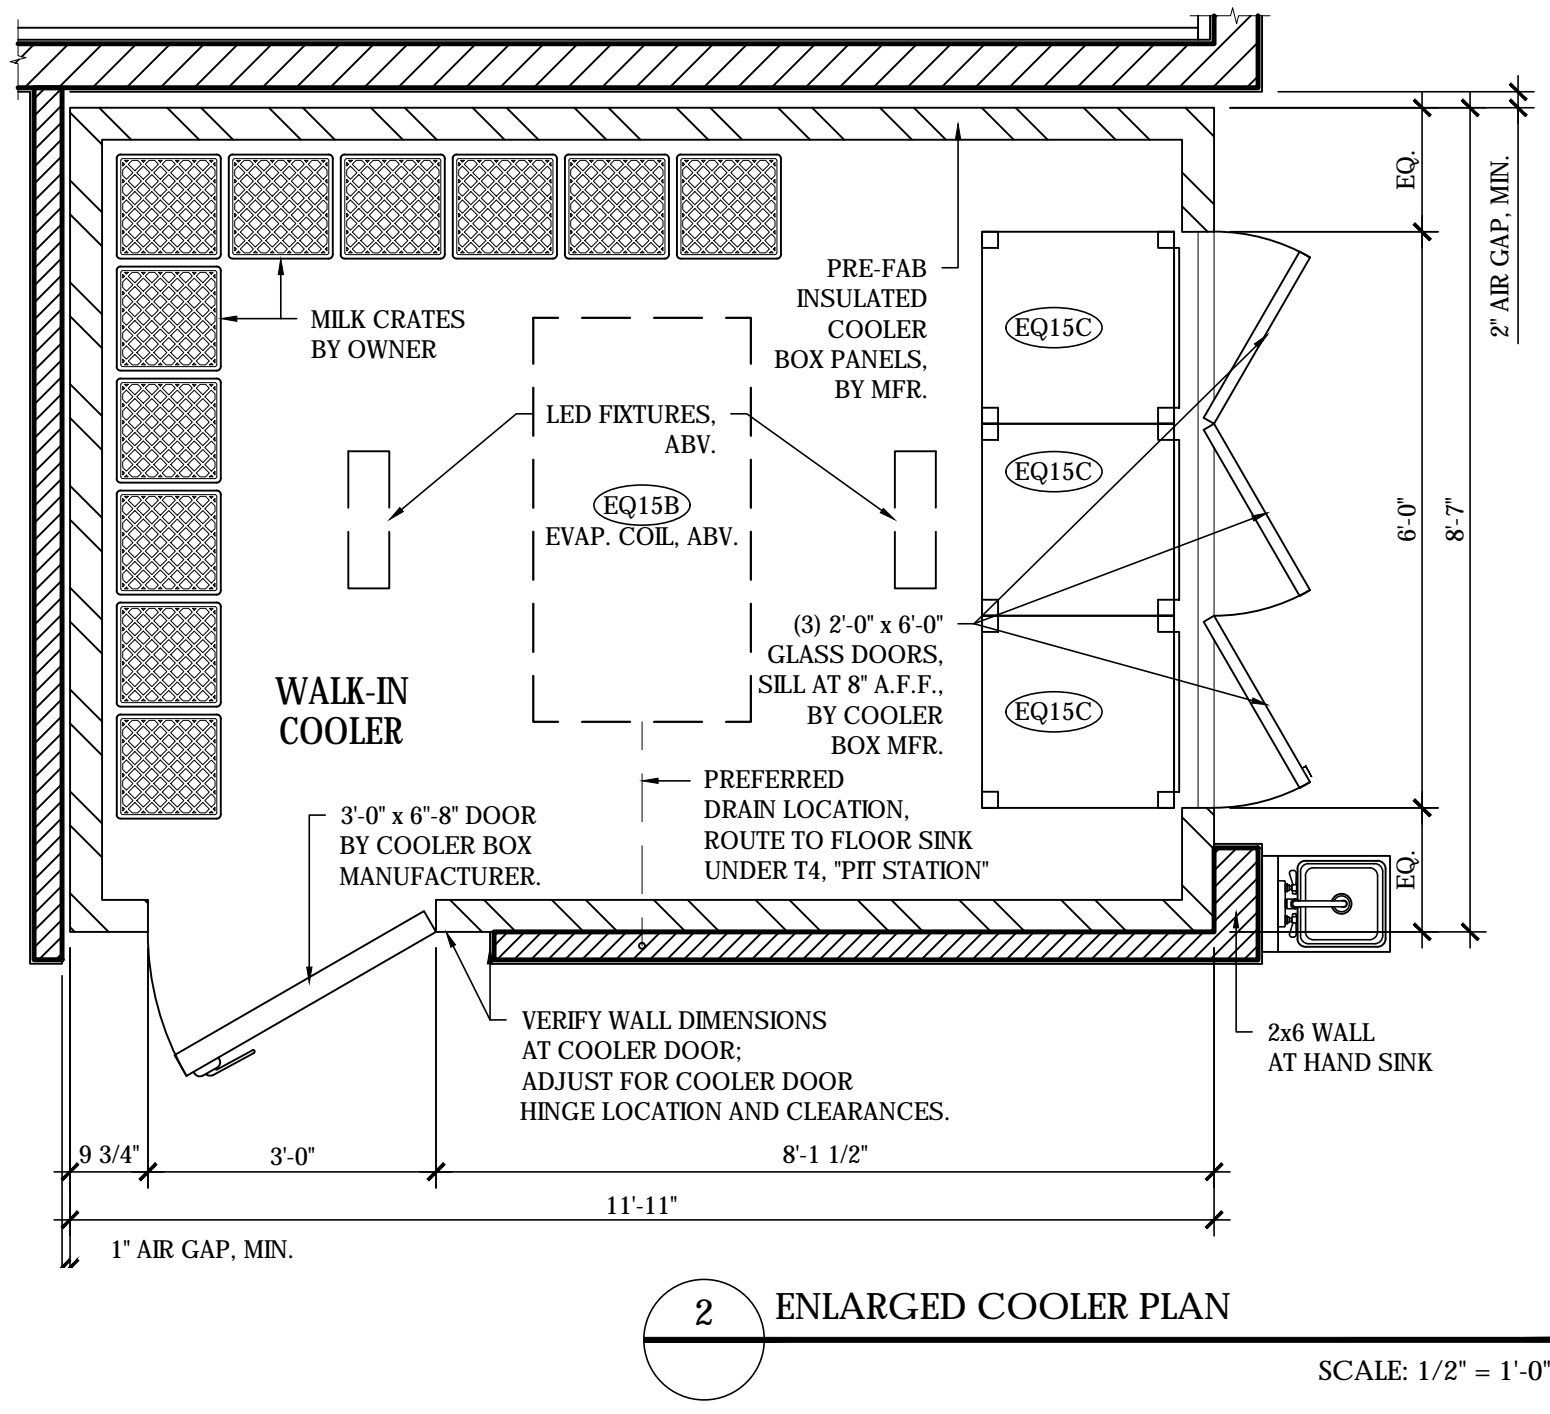 EQ.
2" AIR GAP, MIN.
PRE-FAB
INSULATED
COOLER
BOX PANELS,
BY MFR.
MILK CRATES
BY OWNER
EQ15C
LED FIXTURES,
ABV.
EQ15C
EQ15B
EVAP. COIL, ABV.
6'-0"
8'-7"
(3) 2'-0" x 6'-0"
GLASS DOORS,
SILL AT 8" A.F.F.,
BY COOLER
BOX MFR.
WALK-IN
COOLER
EQ15C
PREFERRED
DRAIN LOCATION,
ROUTE TO FLOOR SINK
UNDER T4, "PIT STATION"
3'-0" x 6"-8" DOOR
BY COOLER BOX
MANUFACTURER.
EQ.
VERIFY WALL DIMENSIONS
AT COOLER DOOR;
ADJUST FOR COOLER DOOR
HINGE LOCATION AND CLEARANCES.
2x6 WALL
AT HAND SINK
9 3/4"
3'-0"
8'-1 1/2"
11'-11"
1" AIR GAP, MIN.
2
ENLARGED COOLER PLAN
SCALE: 1/2" = 1'-0"